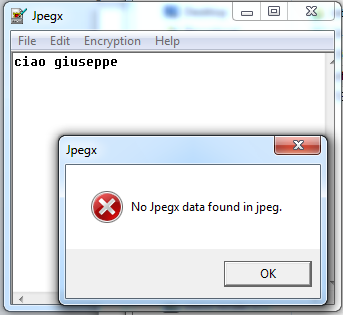 Jpegx
File Edit Encryption Help
ciao giuseppe
Jpegx
No Jpegx data found in jpeg.
OK